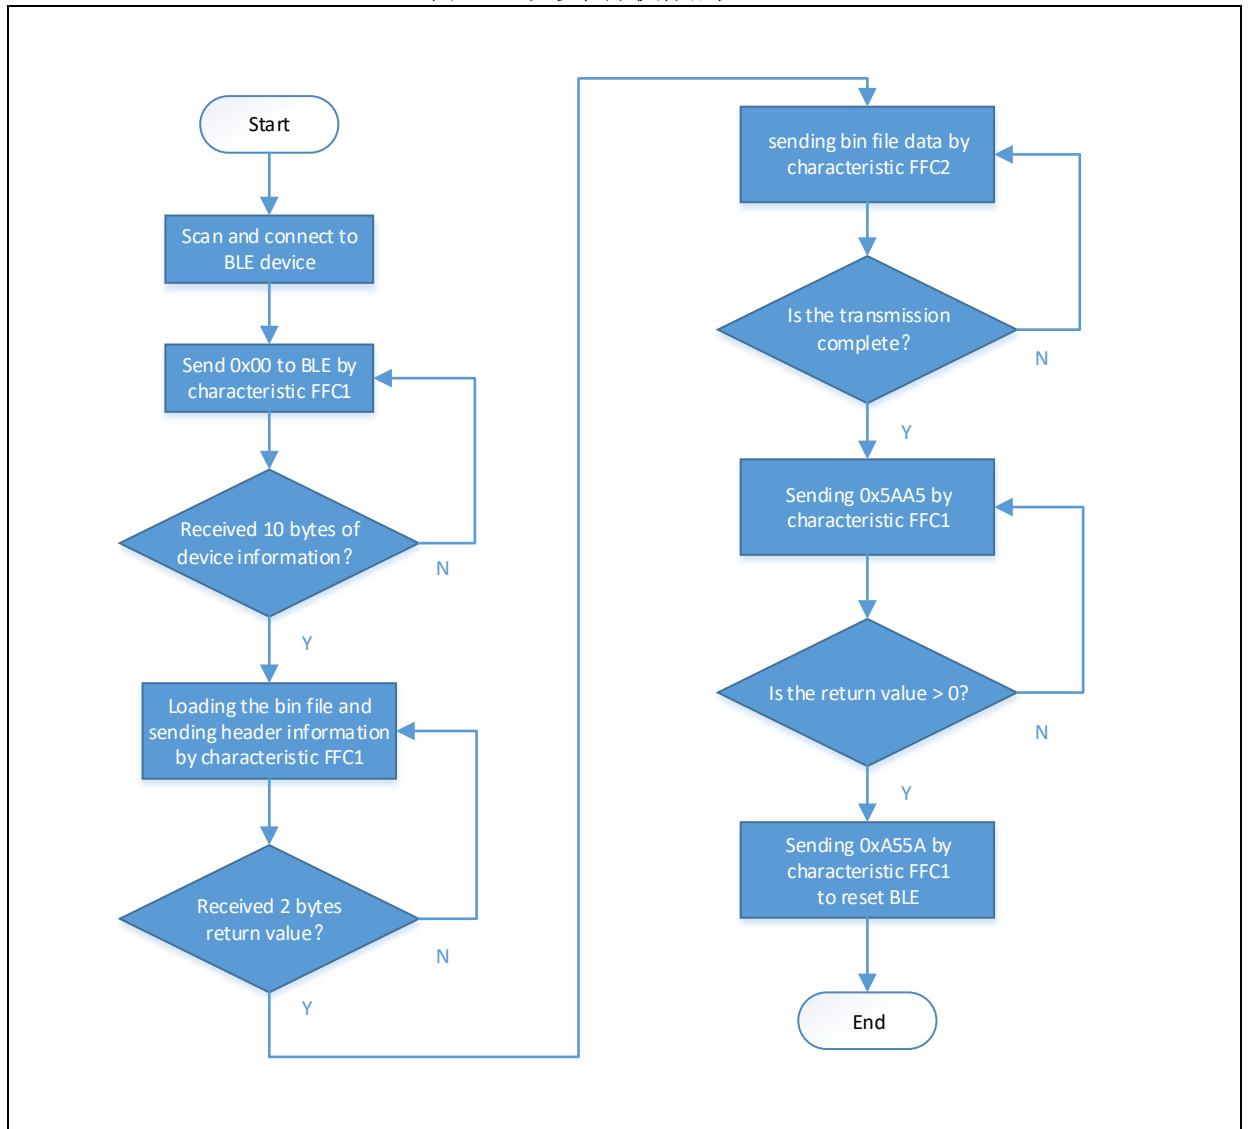 Start
Scan and connect to
BLE device
Send 0x00 to BLE by
characteristic FFC1
Received 10 bytes of
device information?
N
Y
Loading the bin file and
sending header information
by characteristic FFC1
Received 2 bytes
return value?
N
Y
sending bin file data by
characteristic FFC2
Is the transmission
complete?
N
Y
Sending 0x5AA5 by
characteristic FFC1
Is the return value > 0?
N
Y
Sending 0xA55A by
characteristic FFC1
to reset BLE
End